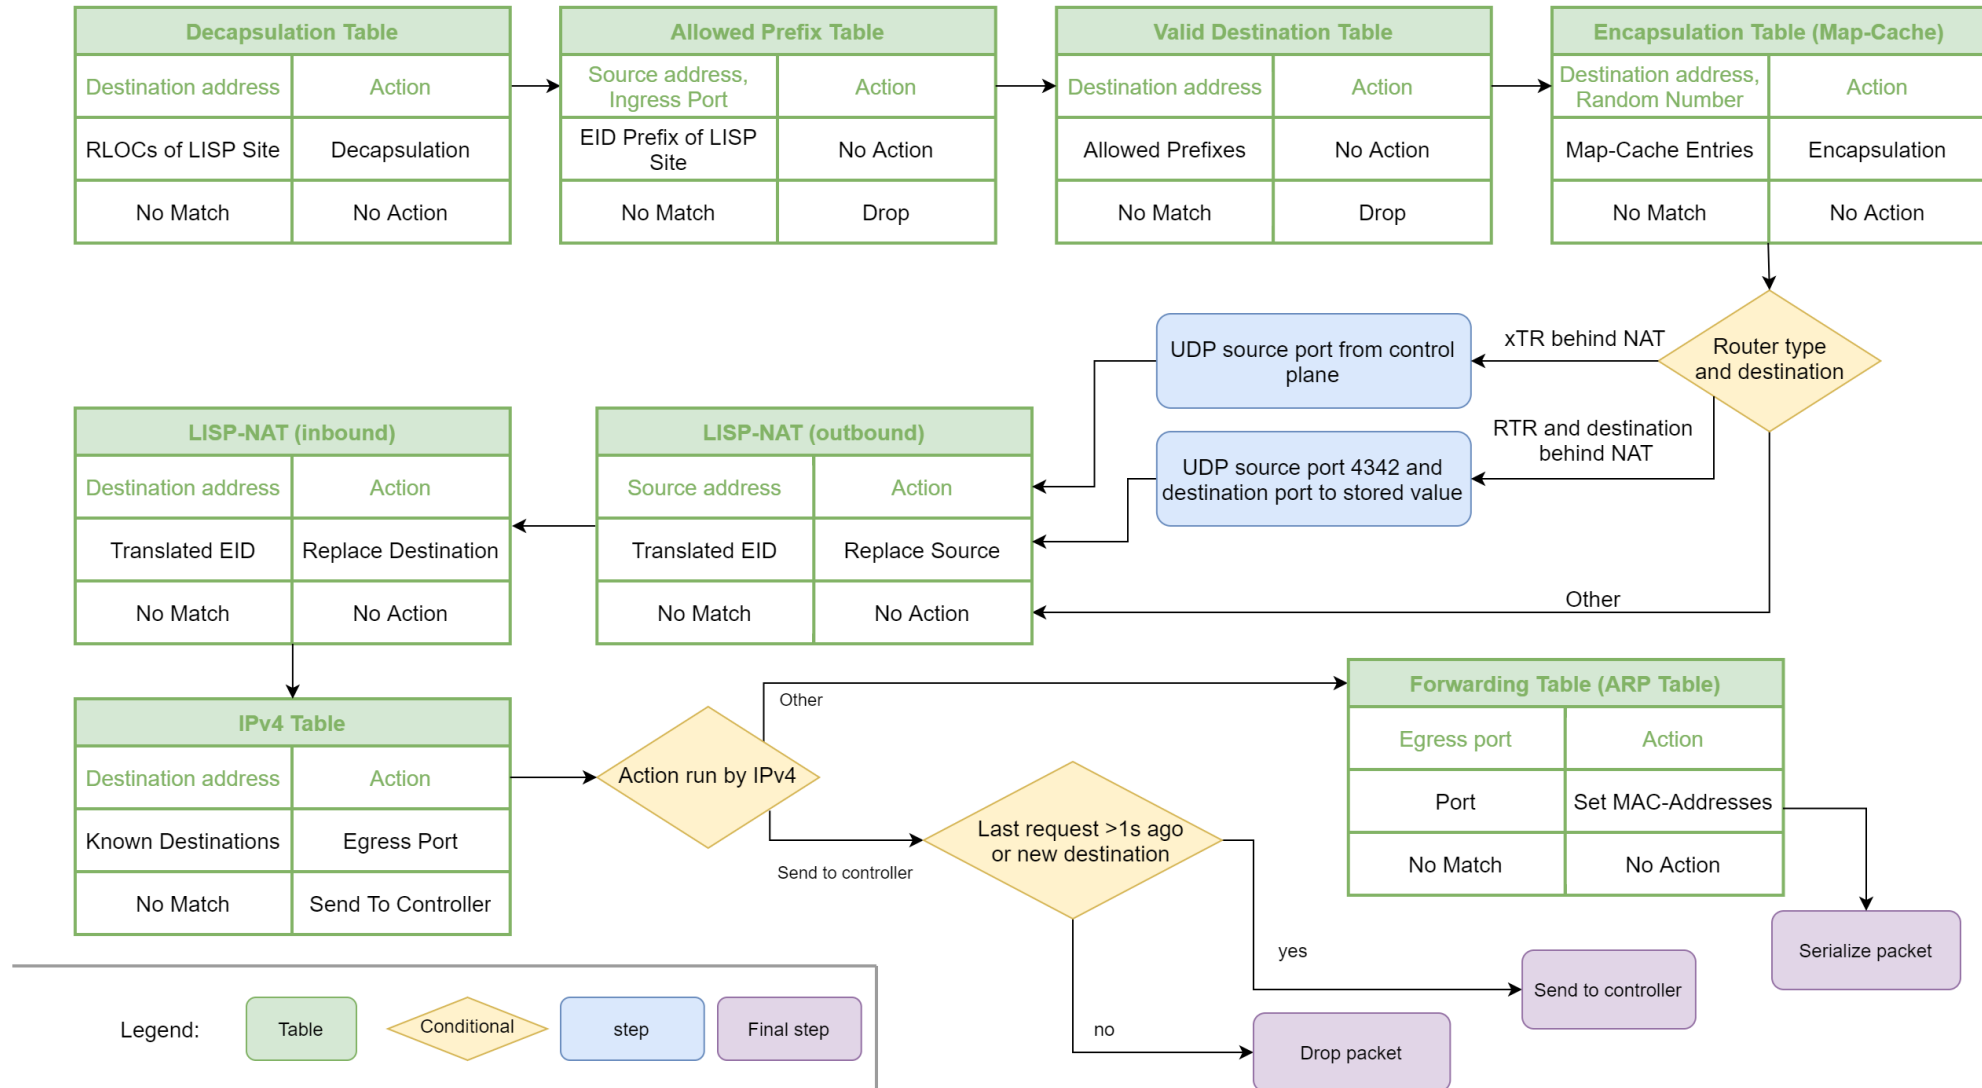 Decapsulation Table
Destination address
Action
RLOCs of LISP Site
Decapsulation
No Match
No Action
Allowed Prefix Table
Source address,
Ingress Port
Action
EID Prefix of LISP
Site
No Action
No Match
Drop
Valid Destination Table
Destination address
Action
Allowed Prefixes
No Action
No Match
Drop
Encapsulation Table (Map-Cache)
Destination address,
Random Number
Action
Map-Cache Entries
Encapsulation
No Match
No Action
Router type
and destination
xTR behind NAT
UDP source port from control
plane
RTR and destination
behind NAT
UDP source port 4342 and
destination port to stored value
Other
LISP-NAT (outbound)
Source address
Action
Translated EID
Replace Source
No Match
No Action
LISP-NAT (inbound)
Destination address
Action
Translated EID
Replace Destination
No Match
No Action
IPv4 Table
Destination address
Action
Known Destinations
Egress Port
No Match
Send To Controller
Action run by IPv4
Other
Send to controller
Last request >1s ago
or new destination
yes
no
Forwarding Table (ARP Table)
Egress port
Action
Port
Set MAC-Addresses
No Match
No Action
Serialize packet
Send to controller
Drop packet
Legend:
Table
Conditional
step
Final step